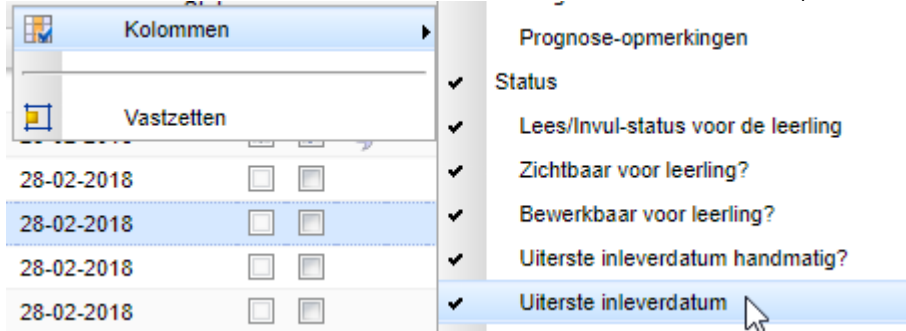 Kolommen
Vastzetten
28-02-2018
28-02-2018
28-02-2018
28-02-2018
Prognose-opmerkingen
Status
Lees/Invul-status voor de leerling
Zichtbaar voor leerling?
Bewerkbaar voor leerling?
Uiterste inleverdatum handmatig?
Uiterste inleverdatum